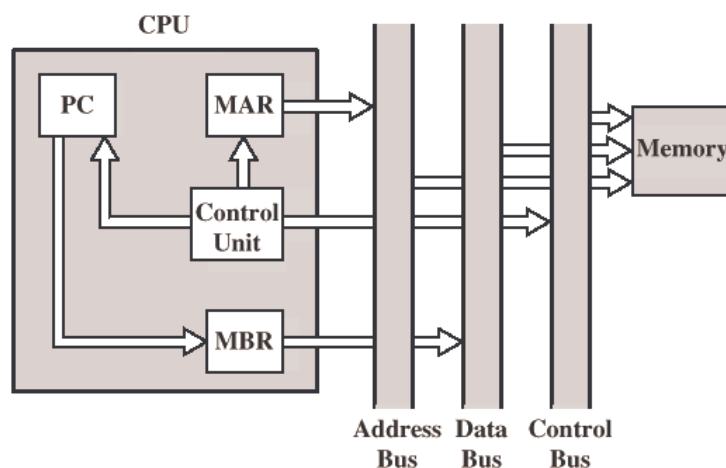 CPU
PC
MAR
Memory
Control
Unit
MBR
Address
Bus
Data
Bus
Control
Bus